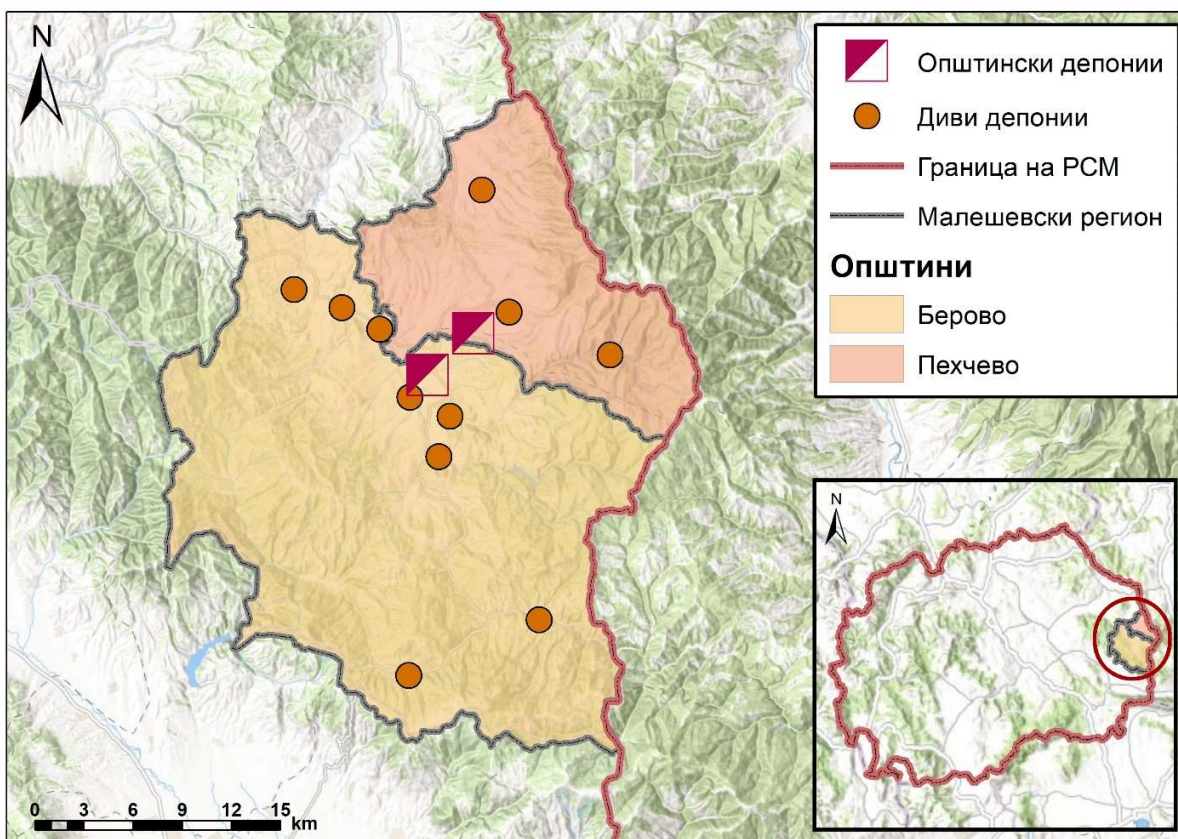 N
Општински депонии
Диви депонии
Граница на РСМ
Малешевски регион
Општини
Берово
Пехчево
N
0 3 6 9 12 15
km